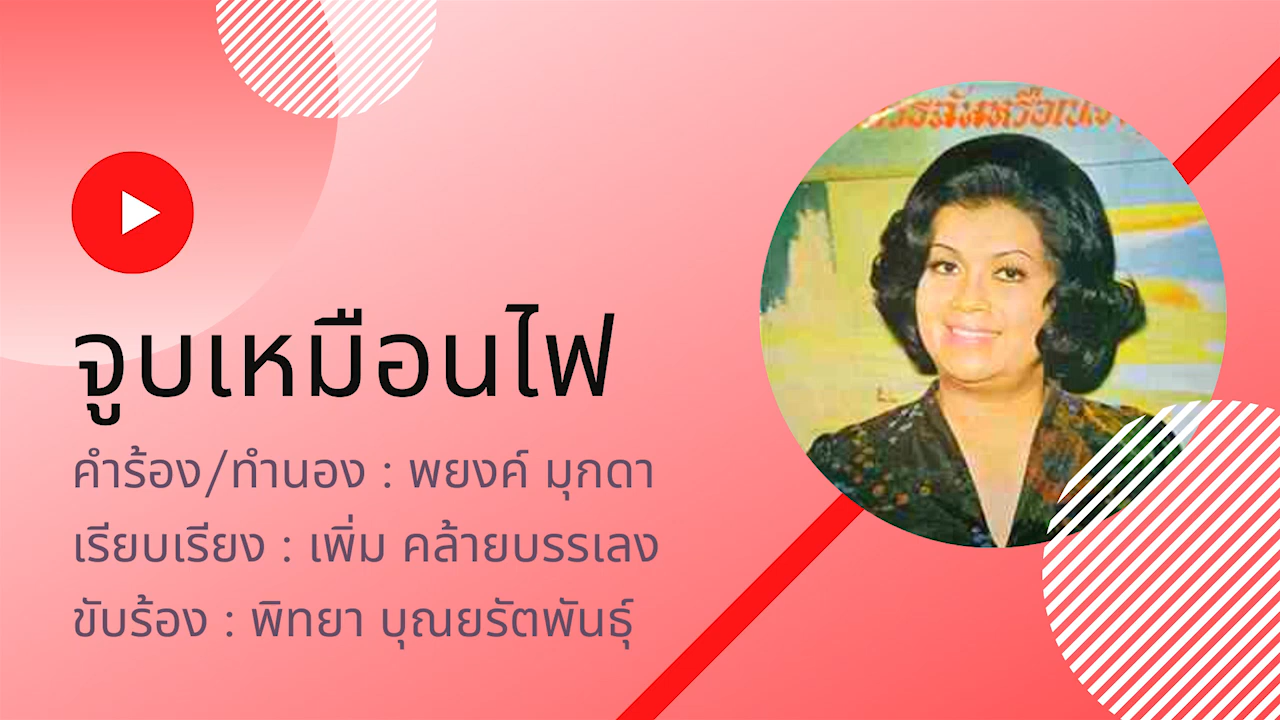 จูบเหมือนไฟ
คำร้อง/ทำนอง : พยงค์ มุกดา
เรียบเรียง : เพิ่ม คล้ายบรรเลง
ขับร้อง : พิทยา บุณยรัตพันธุ์